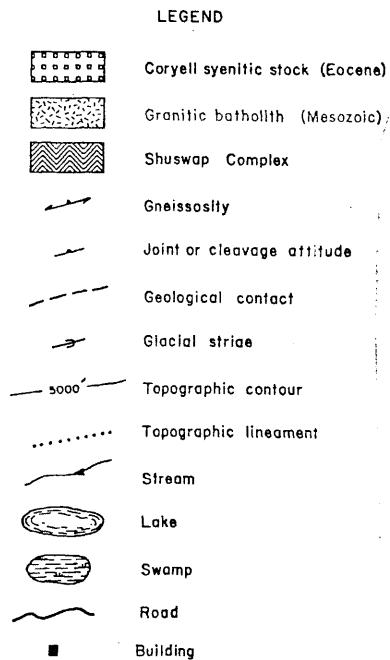 LEGEND
Coryell syenitic stock (Eocene)
Granitic batholith (Mesozoic)
Shuswap Complex
Gneissosity
Joint or cleavage attitude
Geological contact
Glacial striae
5000' Topographic contour
Topographic lineament
Stream
Lake
Swamp
Road
Building